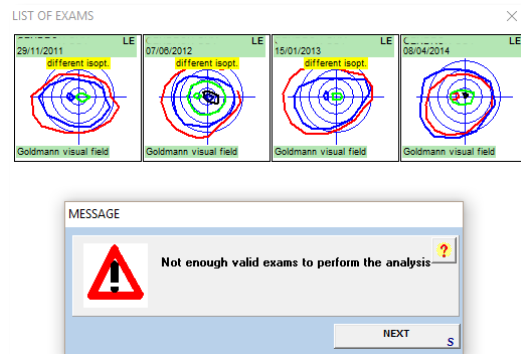 LIST OF EXAMS
LE
29/11/2011
different isopt.
Goldmann visual field
LE
07/06/2012
different isopt.
Goldmann visual field
LE
15/01/2013
different isopt.
Goldmann visual field
LE
08/04/2014
Goldmann visual field
MESSAGE
Not enough valid exams to perform the analysis
?
NEXT
S